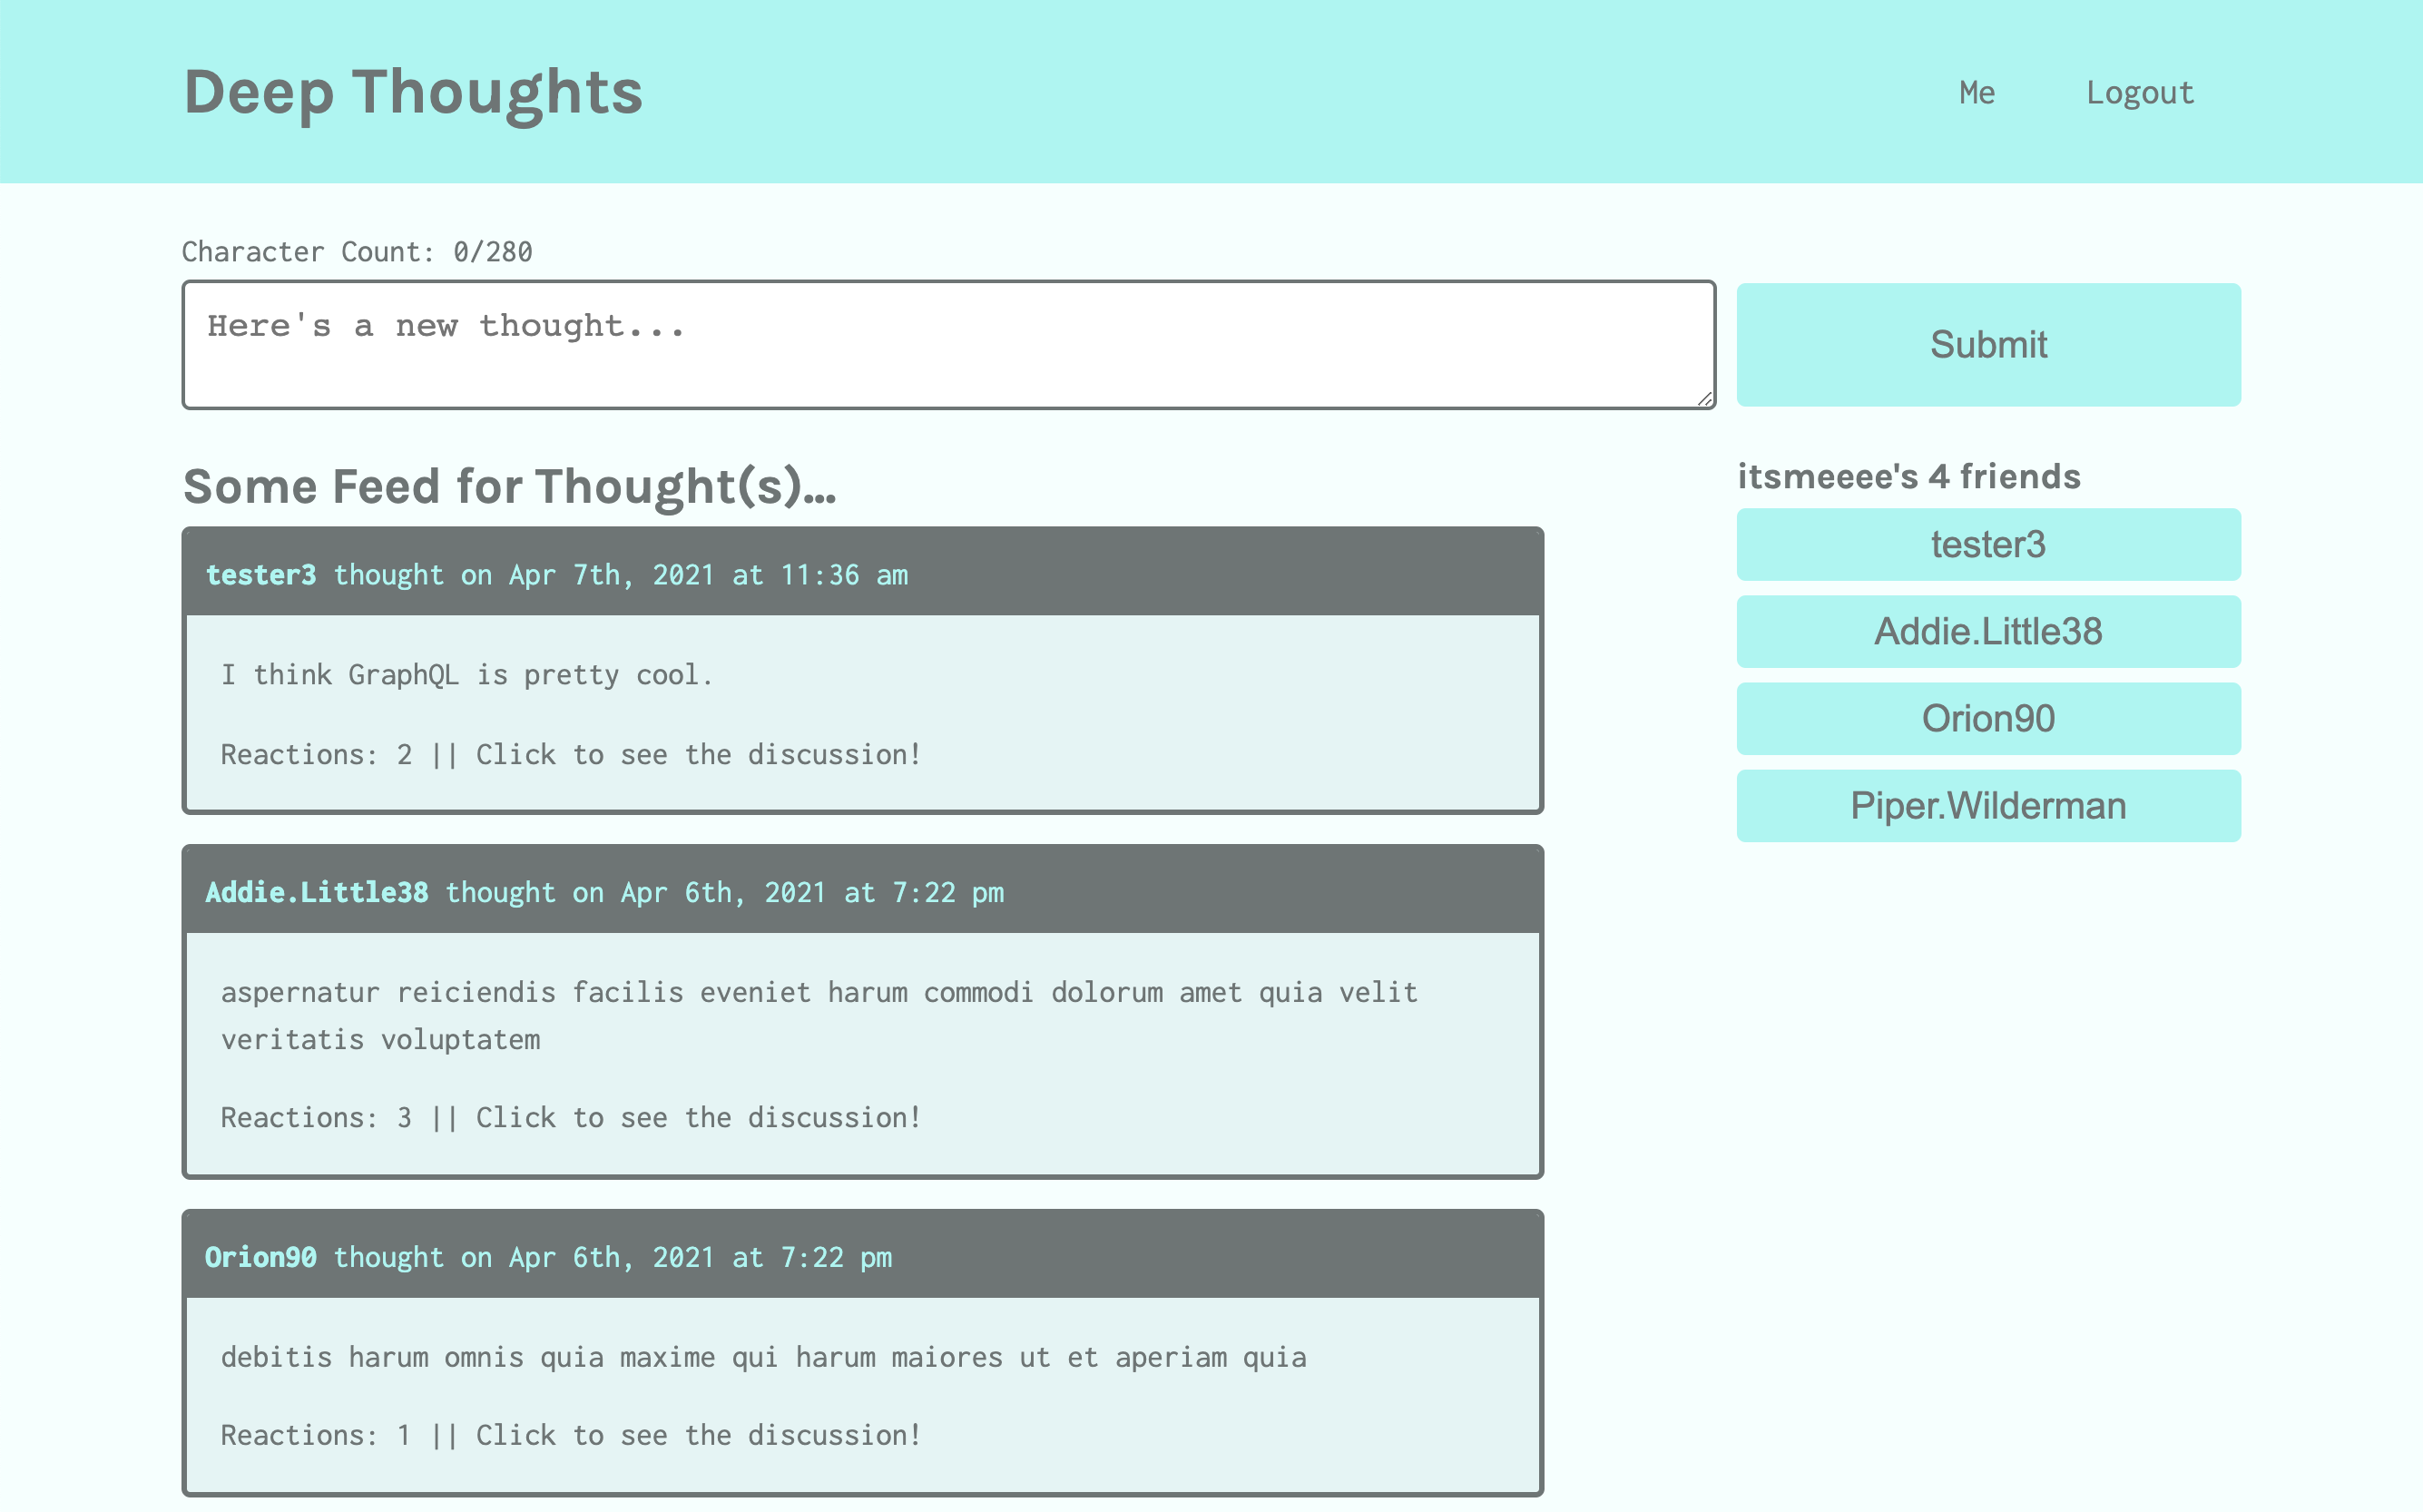 Deep Thoughts
Me
Logout
Character Count: 0/280
Here's a new thought...
Submit
Some Feed for Thought(s)...
tester3 thought on Apr 7th, 2021 at 11:36 am
I think GraphQL is pretty cool.
Reactions: 2 || Click to see the discussion!
Addie.Little38 thought on Apr 6th, 2021 at 7:22 pm
aspernatur reiciendis facilis eveniet harum commodi dolorum amet quia velit
veritatis voluptatem
Reactions: 3 || Click to see the discussion!
Orion90 thought on Apr 6th, 2021 at 7:22 pm
debitis harum omnis quia maxime qui harum maiores ut et aperiam quia
Reactions: 1 || Click to see the discussion!
itsmeeee's 4 friends
tester3
Addie.Little38
Orion90
Piper.Wilderman